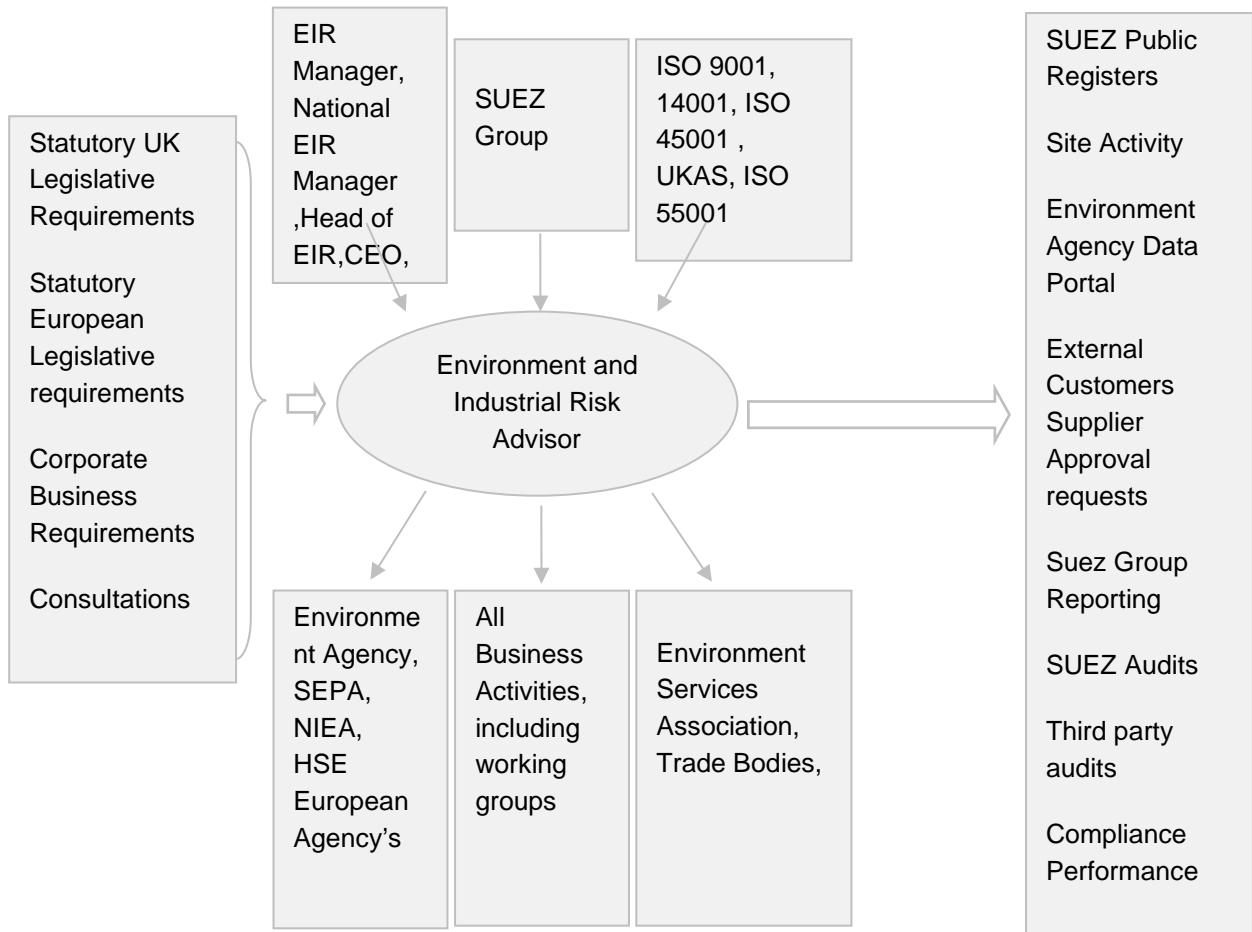 Statutory UK
Legislative
Requirements
Statutory
European
Legislative
requirements
Corporate
Business
Requirements
Consultations
EIR
Manager,
National
EIR
Manager
,Head of
EIR,CEO,
SUEZ
Group
ISO 9001,
14001, ISO
45001 ,
UKAS, ISO
55001
Environment and
Industrial Risk
Advisor
Environme
nt Agency,
SEPA,
NIEA,
HSE
European
Agency’s
All
Business
Activities,
including
working
groups
Environment
Services
Association,
Trade Bodies,
SUEZ Public
Registers
Site Activity
Environment
Agency Data
Portal
External
Customers
Supplier
Approval
requests
Suez Group
Reporting
SUEZ Audits
Third party
audits
Compliance
Performance